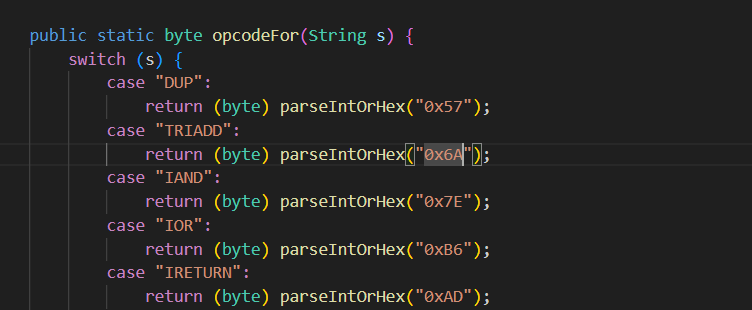 public static byte opcodeFor(String s) {
switch (s) {
case "DUP":
return (byte) parseIntOrHex("0x57");
case "TRIADD":
return (byte) parseIntOrHex("0x6A");
case "IAND":
return (byte) parseIntOrHex("0x7E");
case "IOR":
return (byte) parseIntOrHex("0xB6");
case "IRETURN":
return (byte) parseIntOrHex("0xAD");